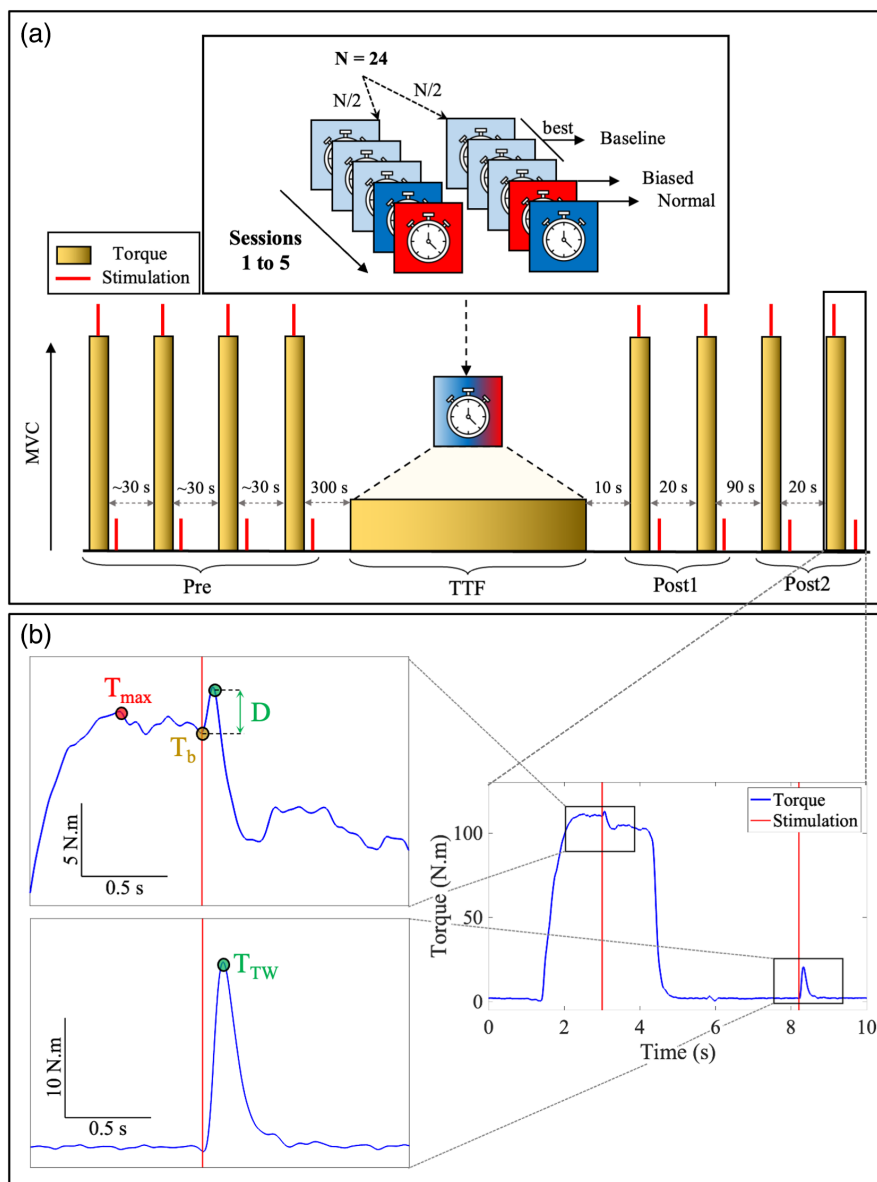 (a)
N = 24
N/2
N/2
best
Baseline
Biased
Normal
Sessions
1 to 5
Torque
Stimulation
MVC
~30 s
~30 s
~30 s
300 s
10 s
20 s
90 s
20 s
Pre
TTF
Post1
Post2
(b)
Tmax
Tb
D
5 N.m
0.5 s
TTW
10 N.m
0.5 s
Torque
Stimulation
Torque (N.m)
100
50
0
0
2
4
6
8
10
Time (s)